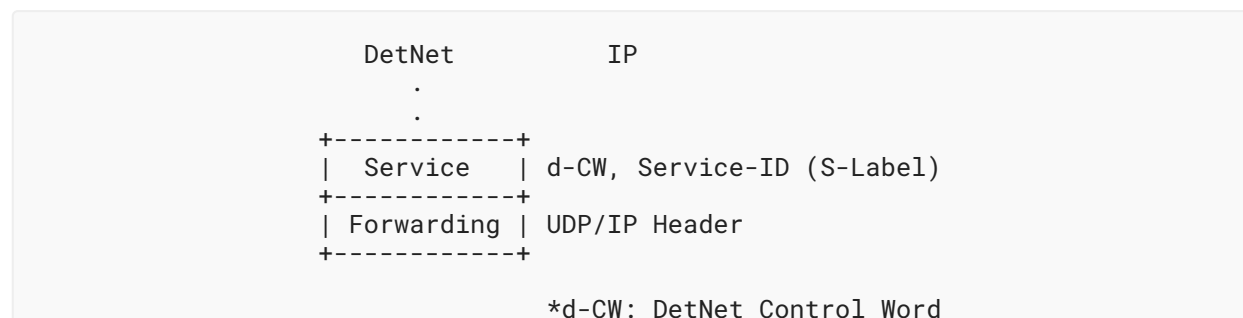 DetNet IP
.
.
+------------+
| Service | d-CW, Service-ID (S-Label)
+------------+
| Forwarding | UDP/IP Header
+------------+
*d-CW: DetNet Control Word